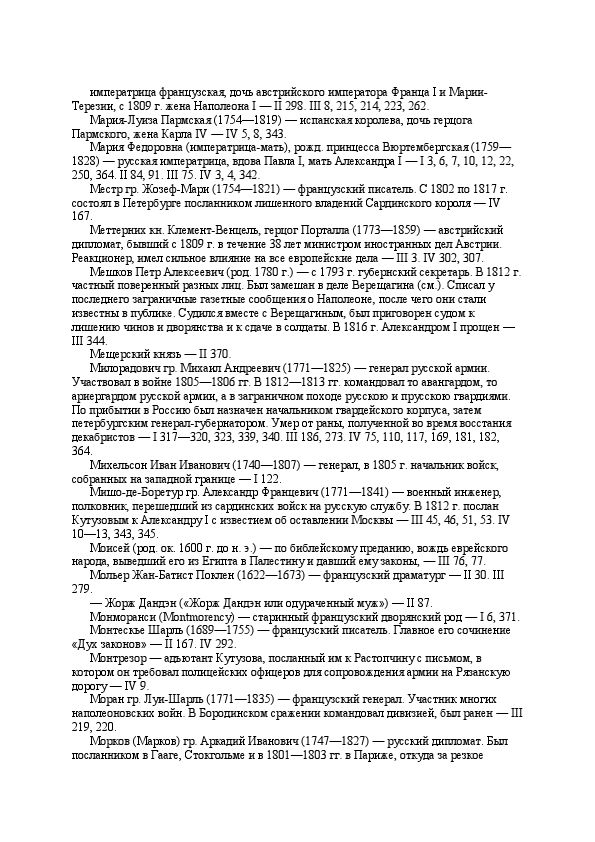 императрица французская, дочь австрийского императора Франца I и Марии-
Терезии, с 1809 г. жена Наполеона I — II 298. III 8, 215, 214, 223, 262.
Мария-Луиза Пармская (1754—1819) — испанская королева, дочь герцога
Пармского, жена Карла IV — IV 5, 8, 343.
Мария Федоровна (императрица-мать), рожд. принцесса Вюртембергская (1759—
1828) — русская императрица, вдова Павла I, мать Александра I — I 3, 6, 7, 10, 12, 22,
250, 364. II 84, 91. III 75. IV 3, 4, 342.
Местр гр. Жозеф-Мари (1754—1821) — французский писатель. С 1802 по 1817 г.
состоял в Петербурге посланником лишенного владений Сардинского короля — IV
167.
Меттерних кн. Клемент-Венцель, герцог Порталла (1773—1859) — австрийский
дипломат, бывший с 1809 г. в течение 38 лет министром иностранных дел Австрии.
Реакционер, имел сильное влияние на все европейские дела — III 3. IV 302, 307.
Мешков Петр Алексеевич (род. 1780 г.) — с 1793 г. губернский секретарь. В 1812 г.
частный поверенный разных лиц. Был замешан в деле Верещагина (см.). Списал у
последнего заграничные газетные сообщения о Наполеоне, после чего они стали
известны в публике. Судился вместе с Верещагиным, был приговорен судом к
лишению чинов и дворянства и к сдаче в солдаты. В 1816 г. Александром I прощен —
III 344.
Мещерский князь — II 370.
Милорадович гр. Михаил Андреевич (1771—1825) — генерал русской армии.
Участвовал в войне 1805—1806 гг. В 1812—1813 гг. командовал то авангардом, то
ариергардом русской армии, а в заграничном походе русскою и прусскою гвардиями.
По прибытии в Россию был назначен начальником гвардейского корпуса, затем
петербургским генерал-губернатором. Умер от раны, полученной во время восстания
декабристов — I 317—320, 323, 339, 340. III 186, 273. IV 75, 110, 117, 169, 181, 182,
364.
Михельсон Иван Иванович (1740—1807) — генерал, в 1805 г. начальник войск,
собранных на западной границе — I 122.
Мишо-де-Боретур гр. Александр Францевич (1771—1841) — военный инженер,
полковник, перешедший из сардинских войск на русскую службу. В 1812 г. послан
Кутузовым к Александру I с известием об оставлении Москвы — III 45, 46, 51, 53. IV
10—13, 343, 345.
Моисей (род. ок. 1600 г. до н. э.) — по библейскому преданию, вождь еврейского
народа, выведший его из Египта в Палестину и давший ему законы, — III 76, 77.
Мольер Жан-Батист Поклен (1622—1673) — французский драматург — II 30. III
279.
— Жорж Дандэн («Жорж Дандэн или одураченный муж») — II 87.
Монморанси (Montmorency) — старинный французский дворянский род — I 6, 371.
Монтескье Шарль (1689—1755) — французский писатель. Главное его сочинение
«Дух законов» — II 167. IV 292.
Монтрезор — адъютант Кутузова, посланный им к Растопчину с письмом, в
котором он требовал полицейских офицеров для сопровождения армии на Рязанскую
дорогу — IV 9.
Моран гр. Луи-Шарль (1771—1835) — французский генерал. Участник многих
наполеоновских войн. В Бородинском сражении командовал дивизией, был ранен — III
219, 220.
Морков (Марков) гр. Аркадий Иванович (1747—1827) — русский дипломат. Был
посланником в Гааге, Стокгольме и в 1801—1803 гг. в Париже, откуда за резкое